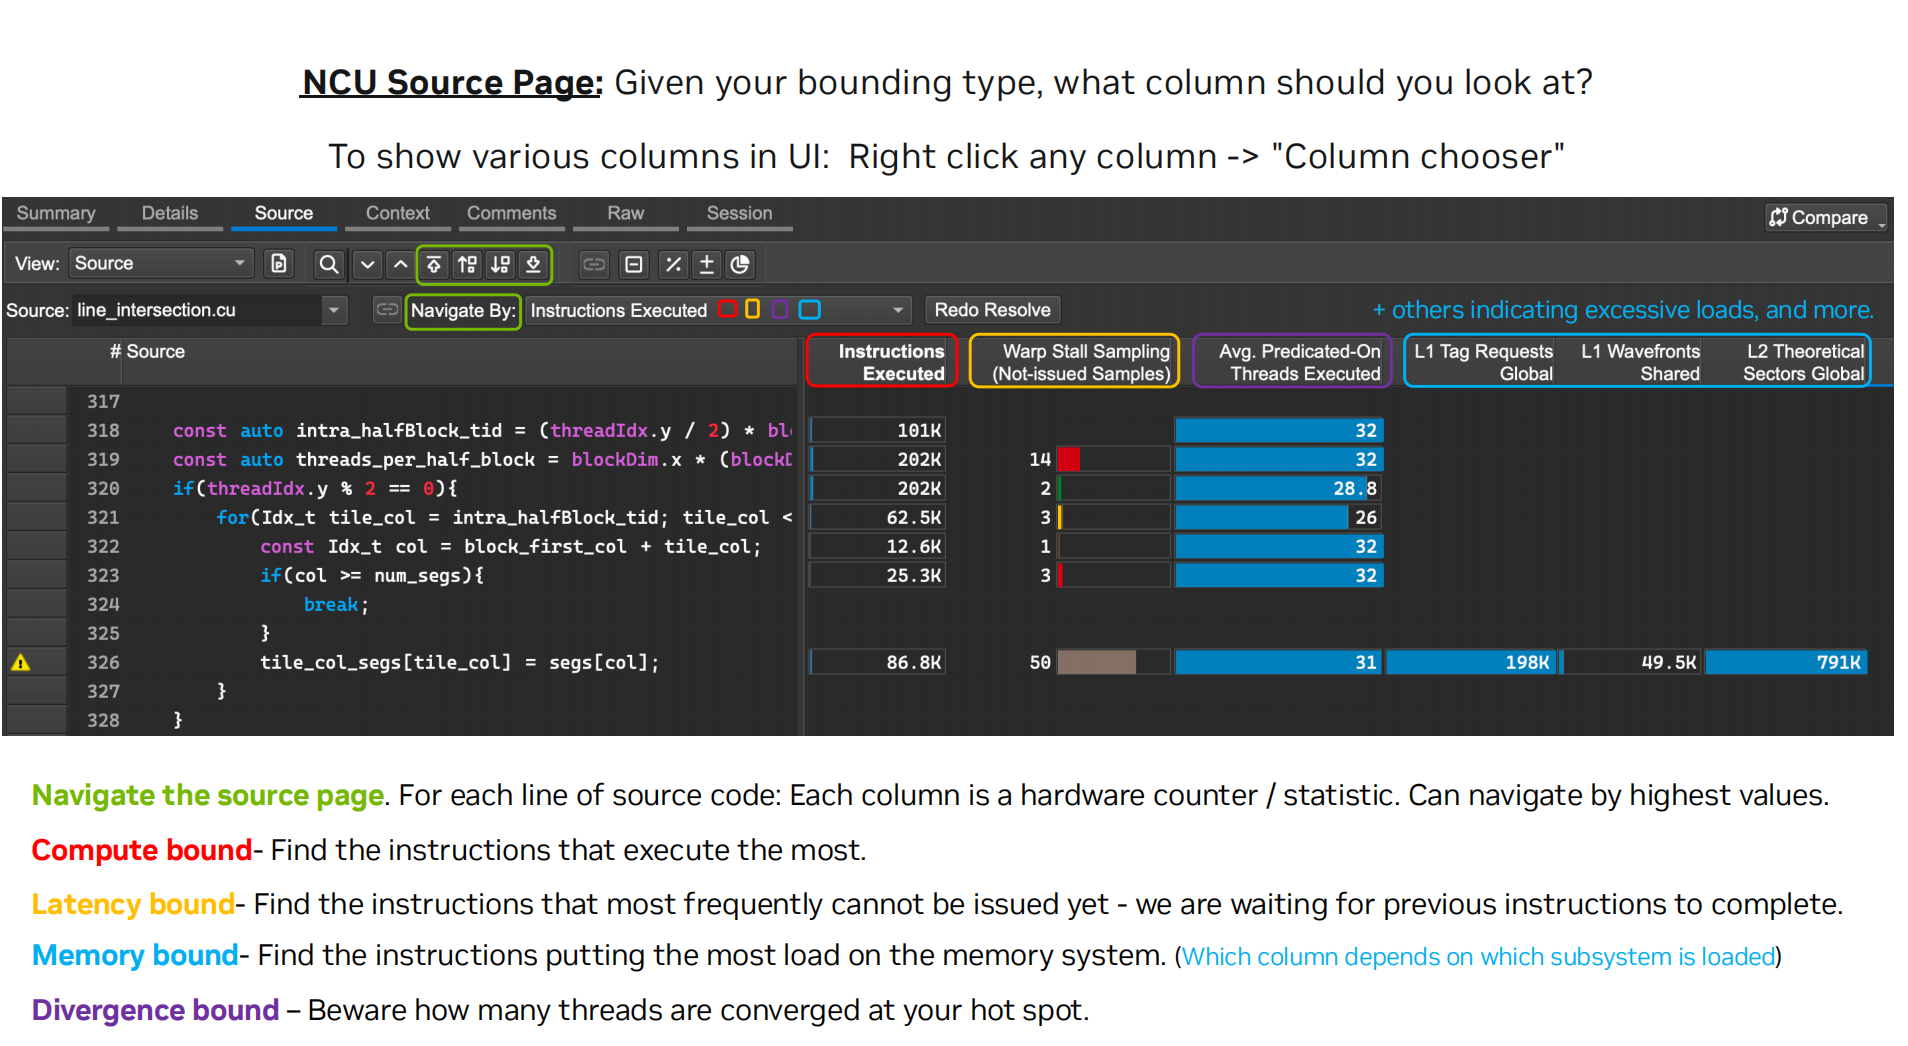 NCU Source Page: Given your bounding type, what column should you look at?
To show various columns in UI: Right click any column -> "Column chooser"
Summary Details Source Context Comments Raw Session Compare
View: Source
Source: line_intersection.cu Navigate By: Instructions Executed Redo Resolve + others indicating excessive loads, and more.
# Source Instructions Executed Warp Stall Sampling (Not-issued Samples) Avg. Predicated-On Threads Executed L1 Tag Requests Global L1 Wavefronts Shared L2 Theoretical Sectors Global
317
318 const auto intra_halfBlock_tid = (threadIdx.y / 2) * bl 101K 32
319 const auto threads_per_half_block = blockDim.x * (block 202K 14 32
320 if(threadIdx.y % 2 == 0){ 202K 2 28.8
321 for(Idx_t tile_col = intra_halfBlock_tid; tile_col < 62.5K 3 26
322 const Idx_t col = block_first_col + tile_col; 12.6K 1 32
323 if(col >= num_segs){ 25.3K 3 32
324 break;
325 }
326 tile_col_segs[tile_col] = segs[col]; 86.8K 50 31 198K 49.5K 791K
327 }
328 }
Navigate the source page. For each line of source code: Each column is a hardware counter / statistic. Can navigate by highest values.
Compute bound- Find the instructions that execute the most.
Latency bound- Find the instructions that most frequently cannot be issued yet - we are waiting for previous instructions to complete.
Memory bound- Find the instructions putting the most load on the memory system. (Which column depends on which subsystem is loaded)
Divergence bound – Beware how many threads are converged at your hot spot.